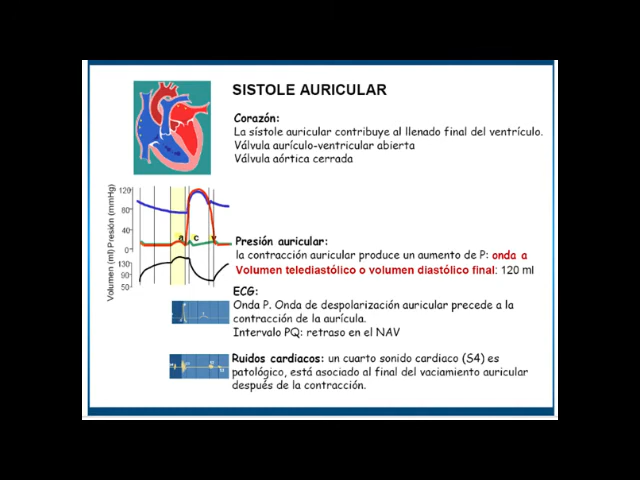 SISTOLE AURICULAR
Corazón:
La sístole auricular contribuye al llenado final del ventrículo.
Válvula aurículo-ventricular abierta
Válvula aórtica cerrada
Volumen (ml) Presión (mmHg)
120
80
40
0
130
90
50
a c v
Presión auricular:
la contracción auricular produce un aumento de P: onda a
Volumen telediastólico o volumen diastólico final: 120 ml
ECG:
Onda P. Onda de despolarización auricular precede a la
contracción de la aurícula.
Intervalo PQ: retraso en el NAV
Ruidos cardiacos: un cuarto sonido cardiaco (S4) es
patológico, está asociado al final del vaciamiento auricular
después de la contracción.